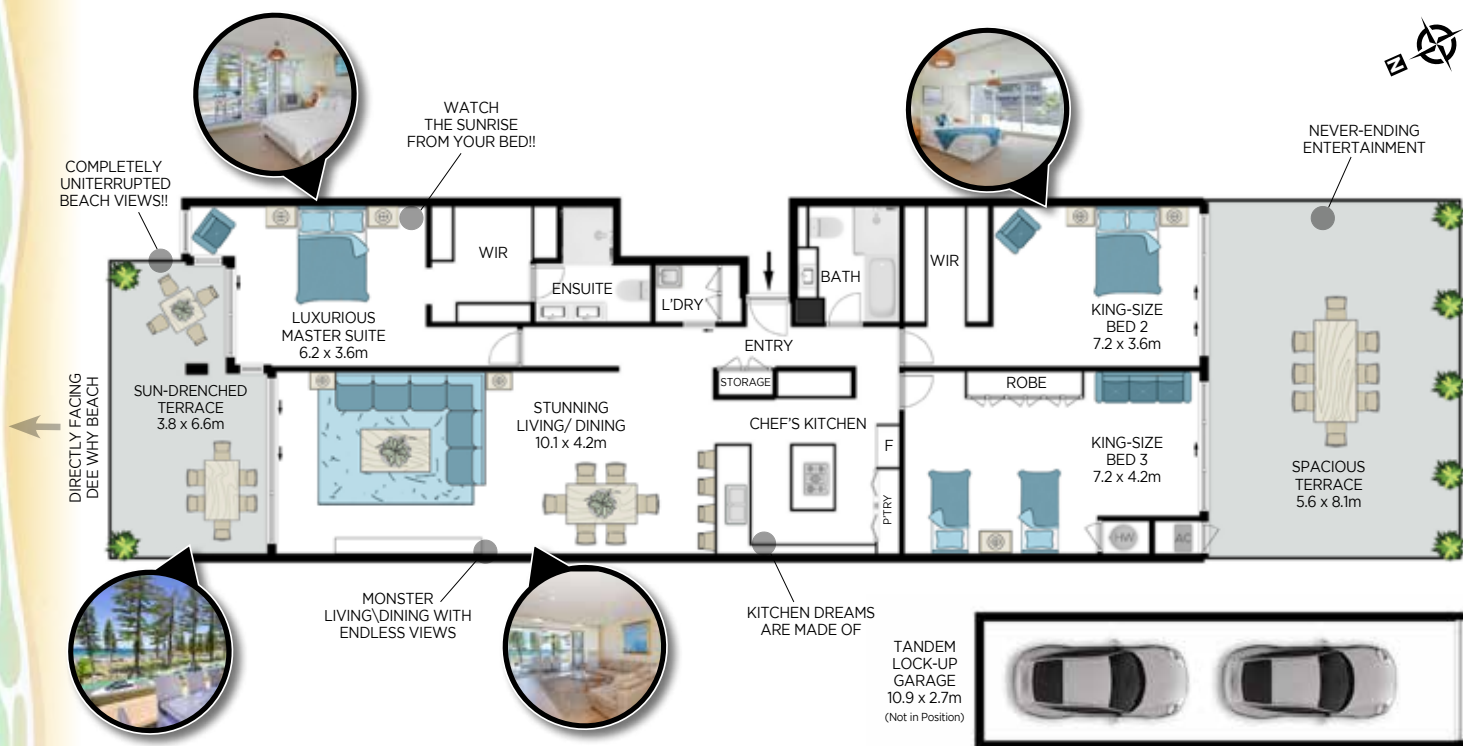 WATCH
THE SUNRISE
FROM YOUR BED!!
COMPLETELY
UNITERRUPTED
BEACH VIEWS!!
NEVER-ENDING
ENTERTAINMENT
N
WIR
ENSUITE
L'DRY
BATH
WIR
LUXURIOUS
MASTER SUITE
6.2 x 3.6m
KING-SIZE
BED 2
7.2 x 3.6m
ENTRY
STORAGE
ROBE
SUN-DRENCHED
TERRACE
3.8 x 6.6m
DIRECTLY FACING
DEE WHY BEACH
STUNNING
LIVING/ DINING
10.1 x 4.2m
CHEF'S KITCHEN
F
P'TRY
KING-SIZE
BED 3
7.2 x 4.2m
HW
AC
SPACIOUS
TERRACE
5.6 x 8.1m
MONSTER
LIVING\DINING WITH
ENDLESS VIEWS
KITCHEN DREAMS
ARE MADE OF
TANDEM
LOCK-UP
GARAGE
10.9 x 2.7m
(Not in Position)